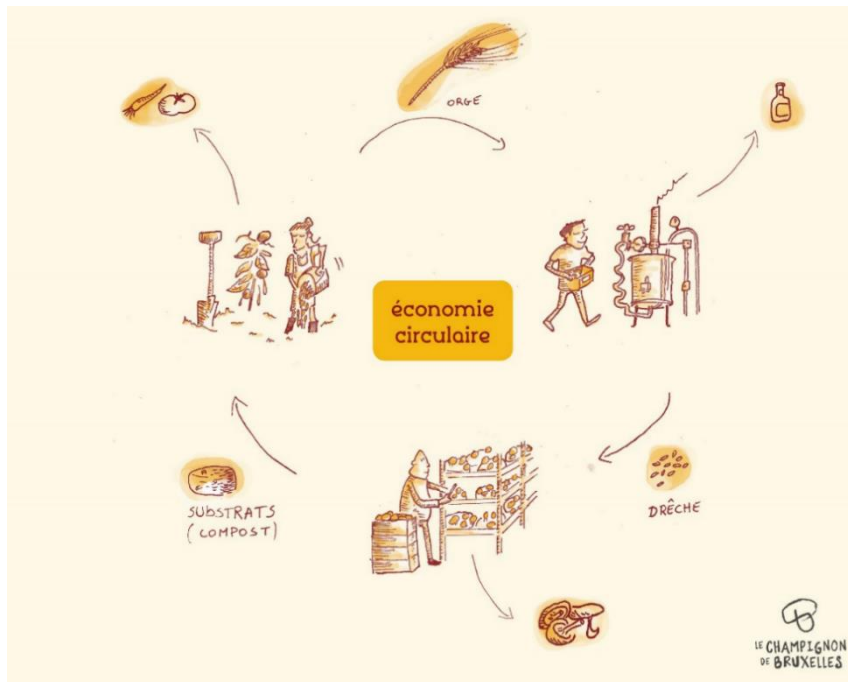 ORGE
économie
circulaire
SUBSTRATS
(COMPOST)
DRÊCHE
LE CHAMPIGNON
DE BRUXELLES